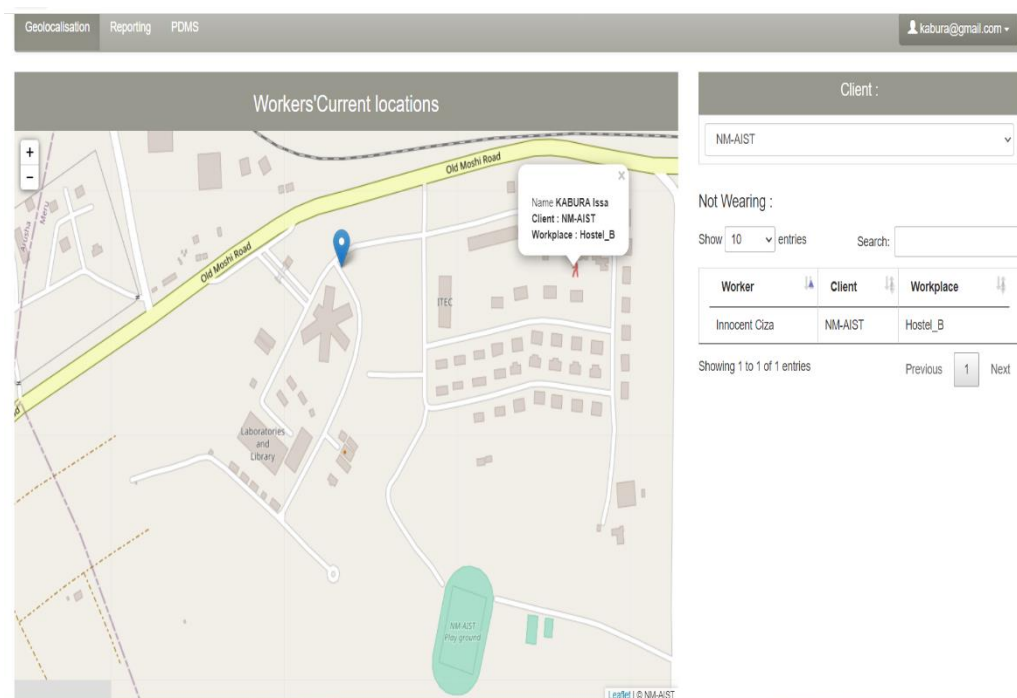 Geolocalisation Reporting PDMS
kabura@gmail.com
Workers'Current locations
+
−
Old Moshi Road
Old Moshi Road
Arusha
Meru
×
Name KABURA Issa
Client : NM-AIST
Workplace : Hostel_B
ITEC
Laboratories
and
Library
NM-AIST
Play ground
Leaflet | © NM-AIST
Client :
NM-AIST
Not Wearing :
Show 10 entries Search:
Worker Client Workplace
Innocent Ciza NM-AIST Hostel_B
Showing 1 to 1 of 1 entries Previous 1 Next